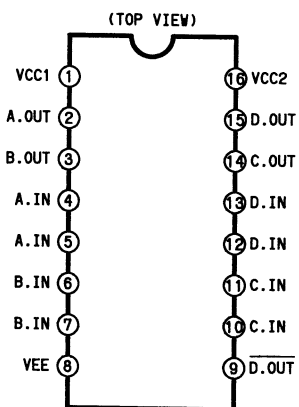 (TOP VIEW)
VCC1 1 16 VCC2
A.OUT 2 15 D.OUT
B.OUT 3 14 C.OUT
A.IN 4 13 D.IN
A.IN 5 12 D.IN
B.IN 6 11 C.IN
B.IN 7 10 C.IN
VEE 8 9 D.OUT